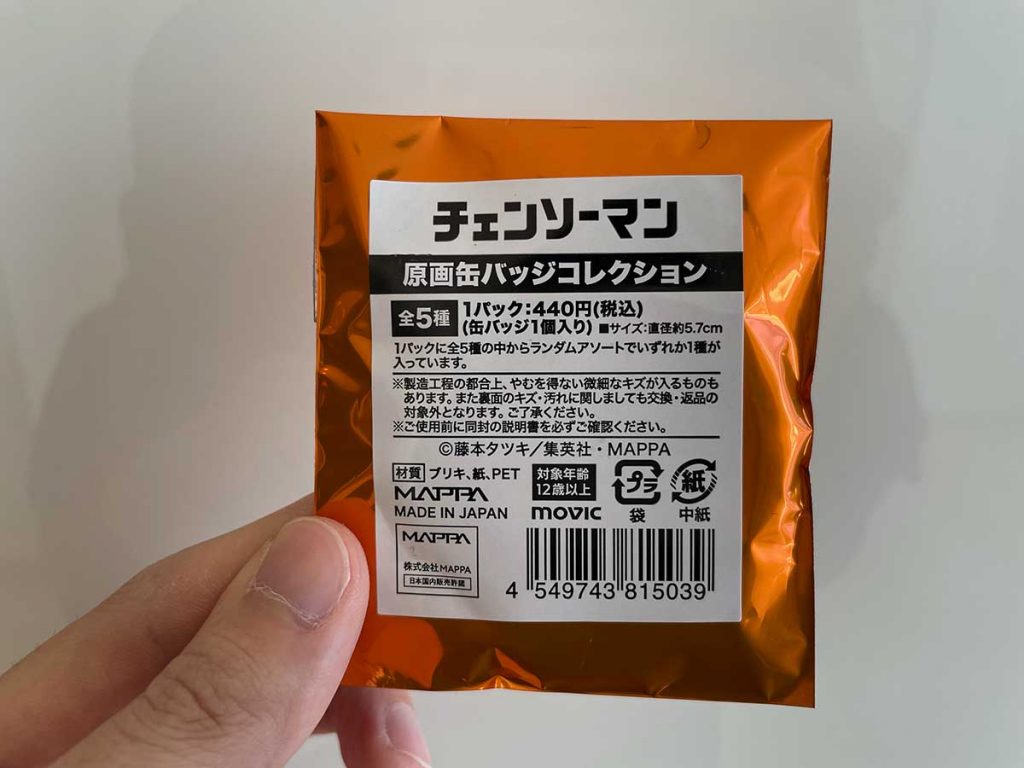 チェンソーマン
原画缶バッジコレクション
全5種
1パック:440円(税込)
(缶バッジ1個入り) ■サイズ:直径約5.7cm
1パックに全5種の中からランダムアソートでいずれか1種が
入っています。
※製造工程の都合上、やむを得ない微細なキズが入るものも
あります。また裏面のキズ・汚れに関しましても交換・返品の
対象外となります。ご了承ください。
※ご使用前に同封の説明書を必ずご確認ください。
©藤本タツキ/集英社・MAPPA
材質 ブリキ、紙、PET
対象年齢
12歳以上
プラ
紙
MAPPA
MADE IN JAPAN
movic
袋
中紙
MAPPA
株式会社MAPPA
日本国内販売許諾
4 549743 815039